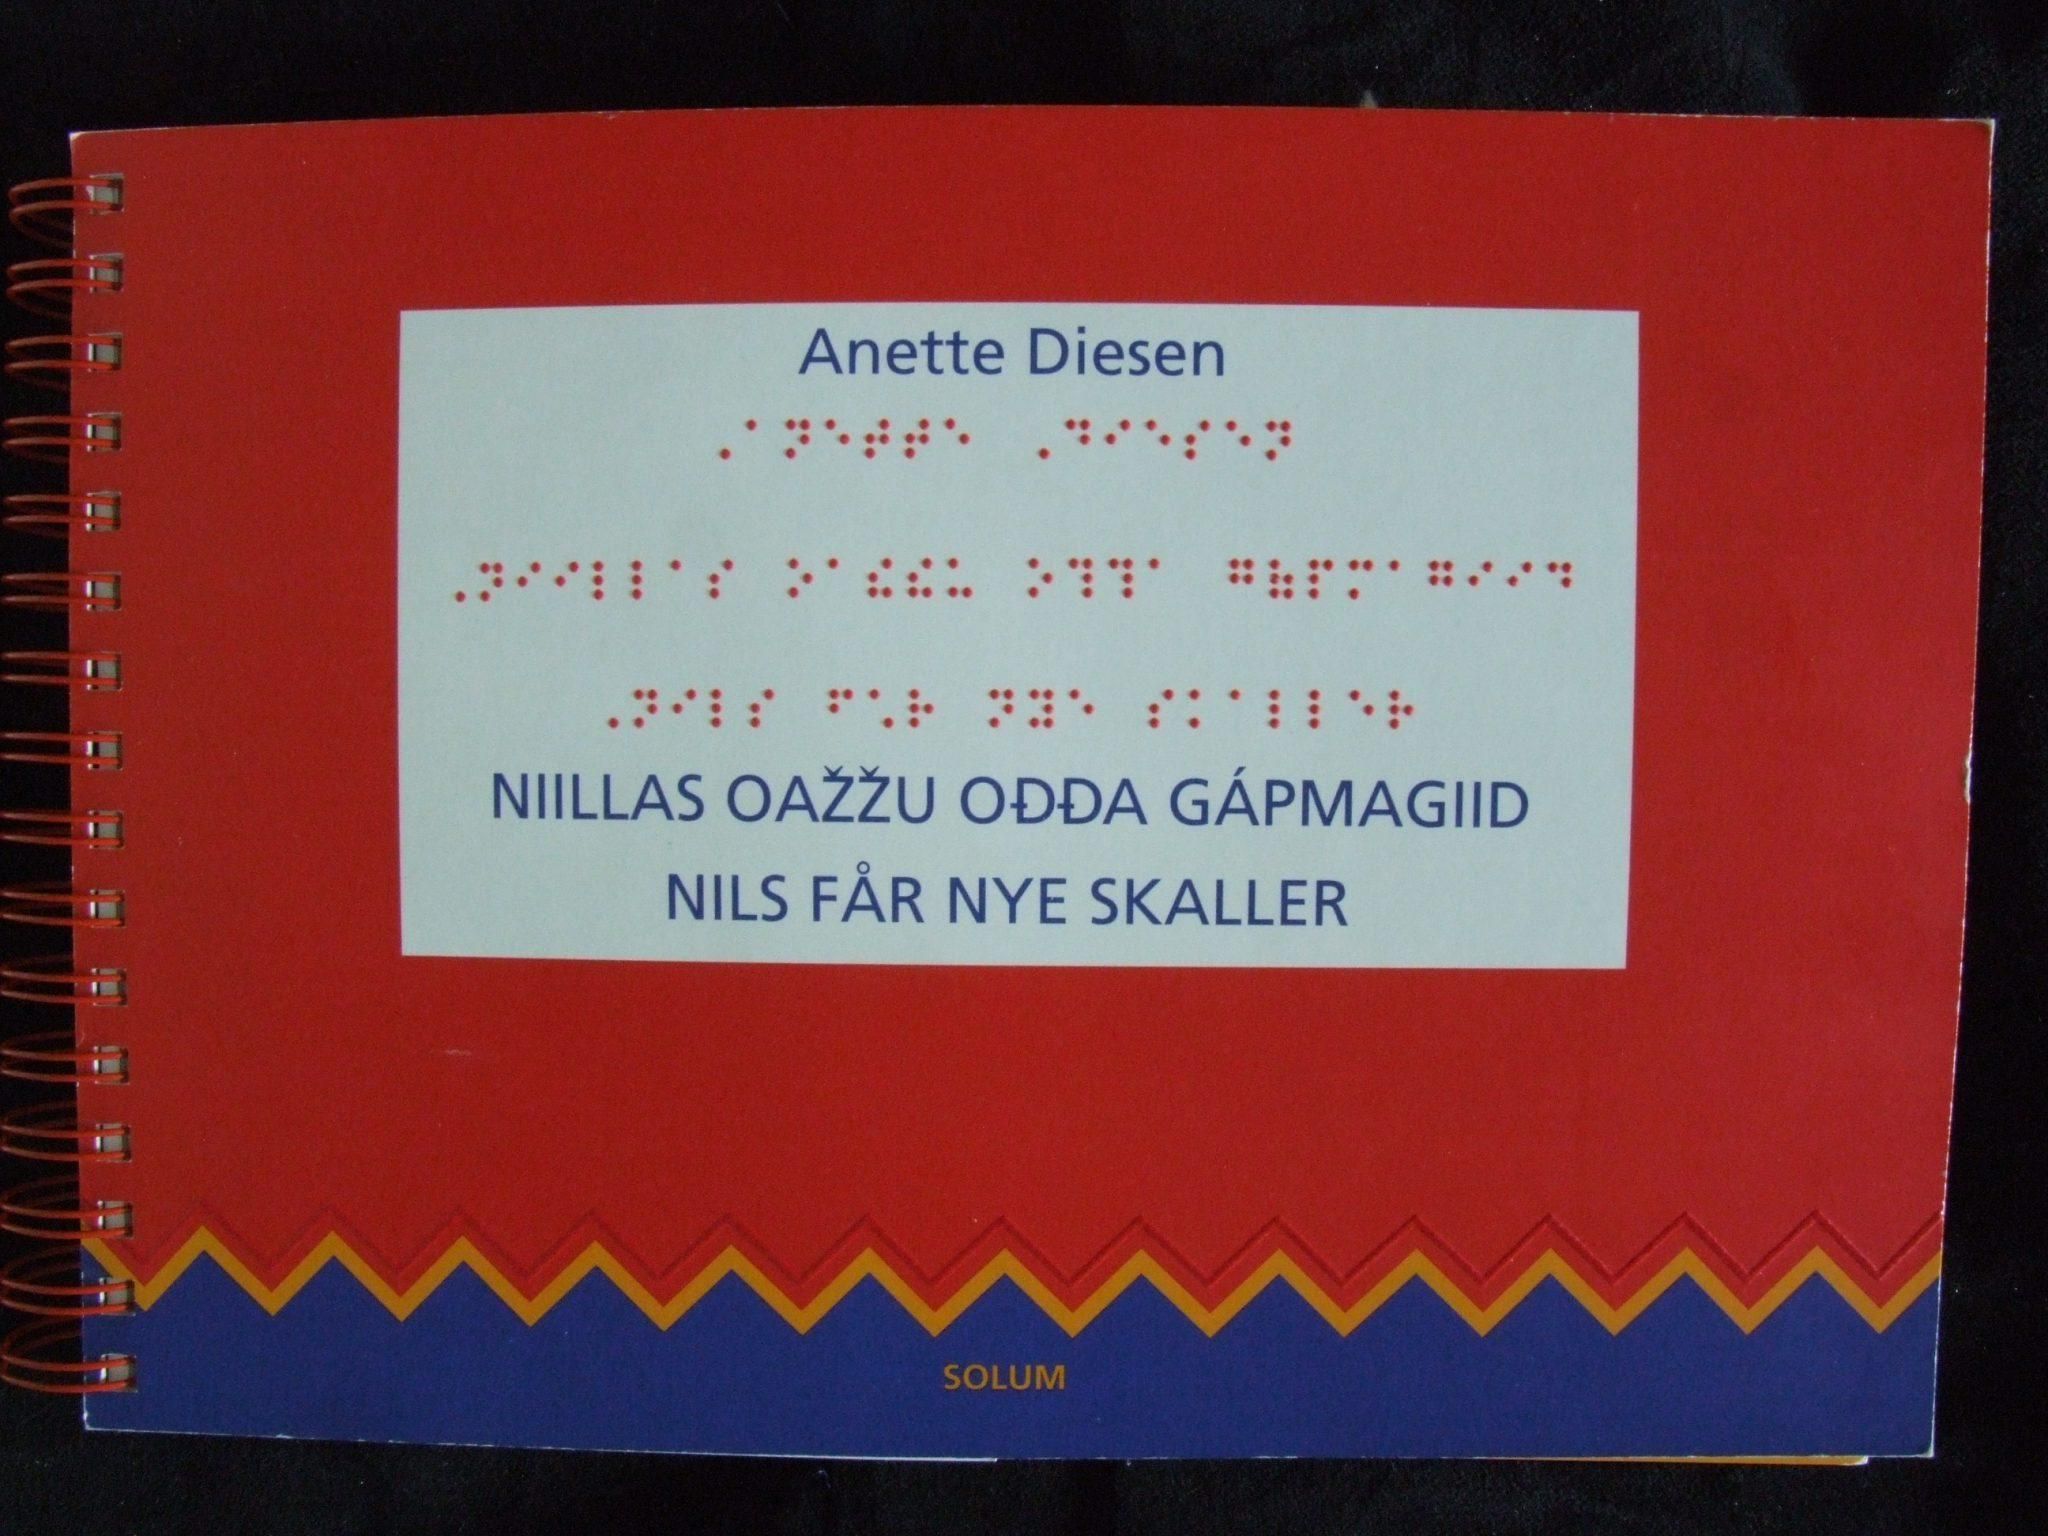 Anette Diesen
⠠⠁⠝⠑⠞⠞⠑ ⠠⠙⠊⠑⠎⠑⠝
⠠⠝⠊⠊⠇⠇⠁⠎ ⠕⠁⠮⠮⠥ ⠕⠹⠹⠁ ⠛⠷⠏⠍⠁⠛⠊⠊⠙
⠠⠝⠊⠇⠎ ⠋⠡⠗ ⠝⠽⠑ ⠎⠅⠁⠇⠇⠑⠗
NIILLAS OAŽŽU OĐĐA GÁPMAGIID
NILS FÅR NYE SKALLER
SOLUM